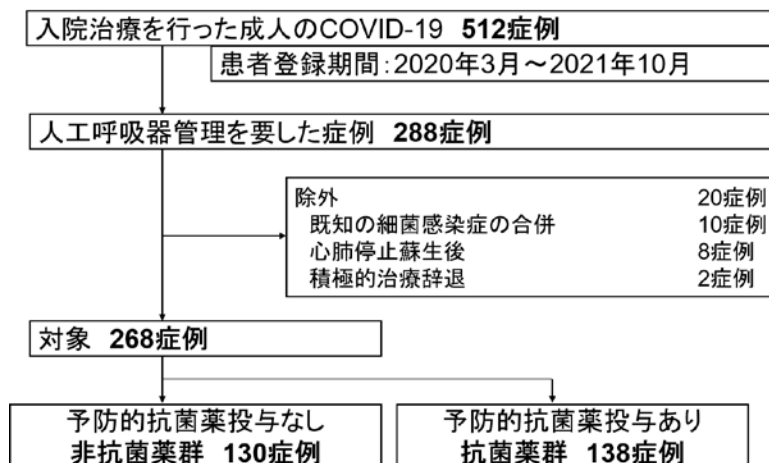 入院治療を行った成人のCOVID-19 512症例
患者登録期間：2020年3月～2021年10月
人工呼吸器管理を要した症例 288症例
除外 20症例
既知の細菌感染症の合併 10症例
心肺停止蘇生後 8症例
積極的治療辞退 2症例
対象 268症例
予防的抗菌薬投与なし
非抗菌薬群 130症例
予防的抗菌薬投与あり
抗菌薬群 138症例